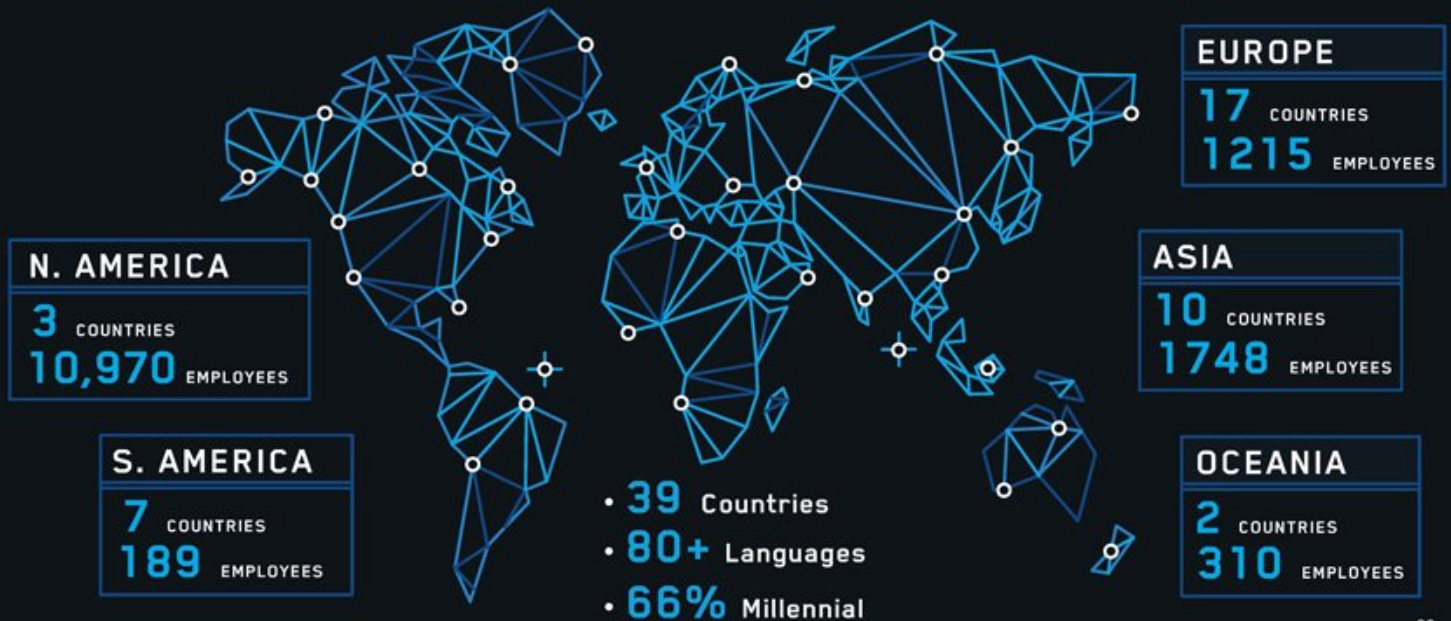 EUROPE
17 COUNTRIES
1215 EMPLOYEES
N. AMERICA
3 COUNTRIES
10,970 EMPLOYEES
ASIA
10 COUNTRIES
1748 EMPLOYEES
S. AMERICA
7 COUNTRIES
189 EMPLOYEES
• 39 Countries
• 80+ Languages
• 66% Millennial
OCEANIA
2 COUNTRIES
310 EMPLOYEES